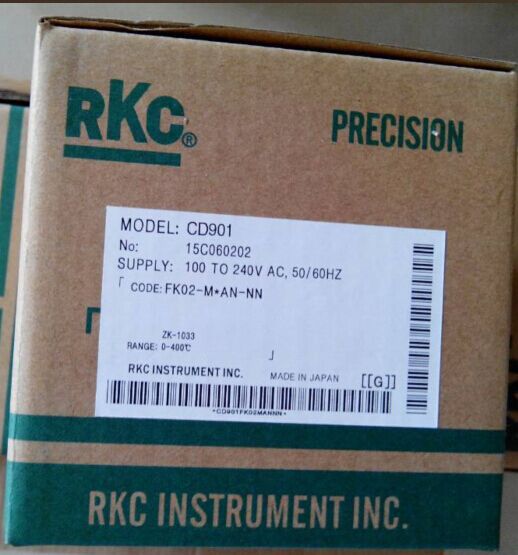 RKC®
PRECISION
MODEL: CD901
No: 15C060202
SUPPLY: 100 TO 240V AC, 50/60HZ
「 CODE: FK02-M*AN-NN
ZK-1033
RANGE: 0-400℃
」
RKC INSTRUMENT INC. MADE IN JAPAN [[G]]
*CD901FK02MANNN*
RKC INSTRUMENT INC.